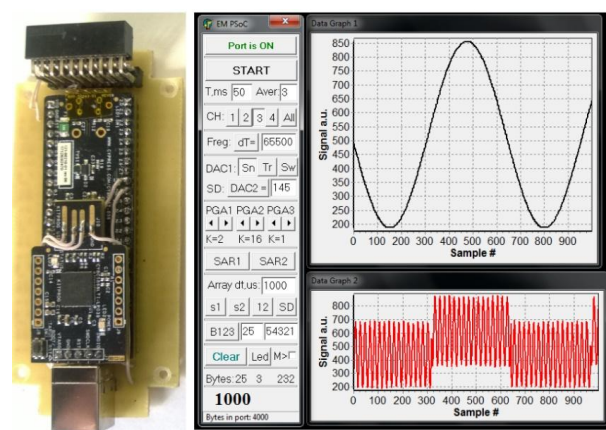 EM PSoC
Port is ON
START
T.ms 50 Aver: 3
CH: 1 2 3 4 All
Freg: dT= 65500
DAC1: Sn Tr Sw
SD: DAC2 = 145
PGA1 PGA2 PGA3
K=2 K=16 K=1
SAR1 SAR2
Array dt.us: 1000
s1 s2 12 SD
B123 25 54321
Clear Led M>
Bytes: 25 3 232
1000
Bytes in port: 4000
Data Graph 1
Signal a.u.
850
800
750
700
650
600
550
500
450
400
350
300
250
200
0 100 200 300 400 500 600 700 800 900
Sample #
Data Graph 2
Signal a.u.
800
700
600
500
400
300
200
0 100 200 300 400 500 600 700 800 900
Sample #